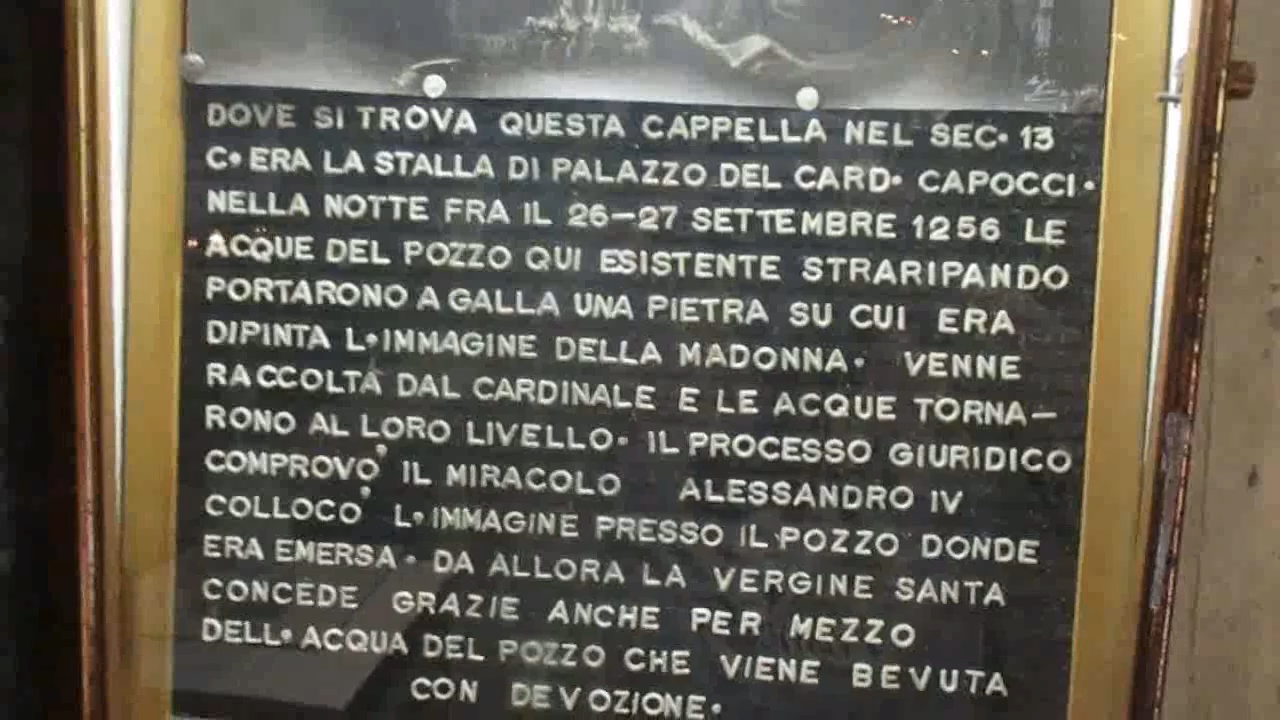 DOVE SI TROVA QUESTA CAPPELLA NEL SEC• 13
C• ERA LA STALLA DI PALAZZO DEL CARD• CAPOCCI•
NELLA NOTTE FRA IL 26-27 SETTEMBRE 1256 LE
ACQUE DEL POZZO QUI ESISTENTE STRARIPANDO
PORTARONO A GALLA UNA PIETRA SU CUI ERA
DIPINTA L•IMMAGINE DELLA MADONNA• VENNE
RACCOLTA DAL CARDINALE E LE ACQUE TORNA-
RONO AL LORO LIVELLO• IL PROCESSO GIURIDICO
COMPROVO' IL MIRACOLO ALESSANDRO IV
COLLOCO' L•IMMAGINE PRESSO IL POZZO DONDE
ERA EMERSA• DA ALLORA LA VERGINE SANTA
CONCEDE GRAZIE ANCHE PER MEZZO
DELL• ACQUA DEL POZZO CHE VIENE BEVUTA
CON DEVOZIONE•